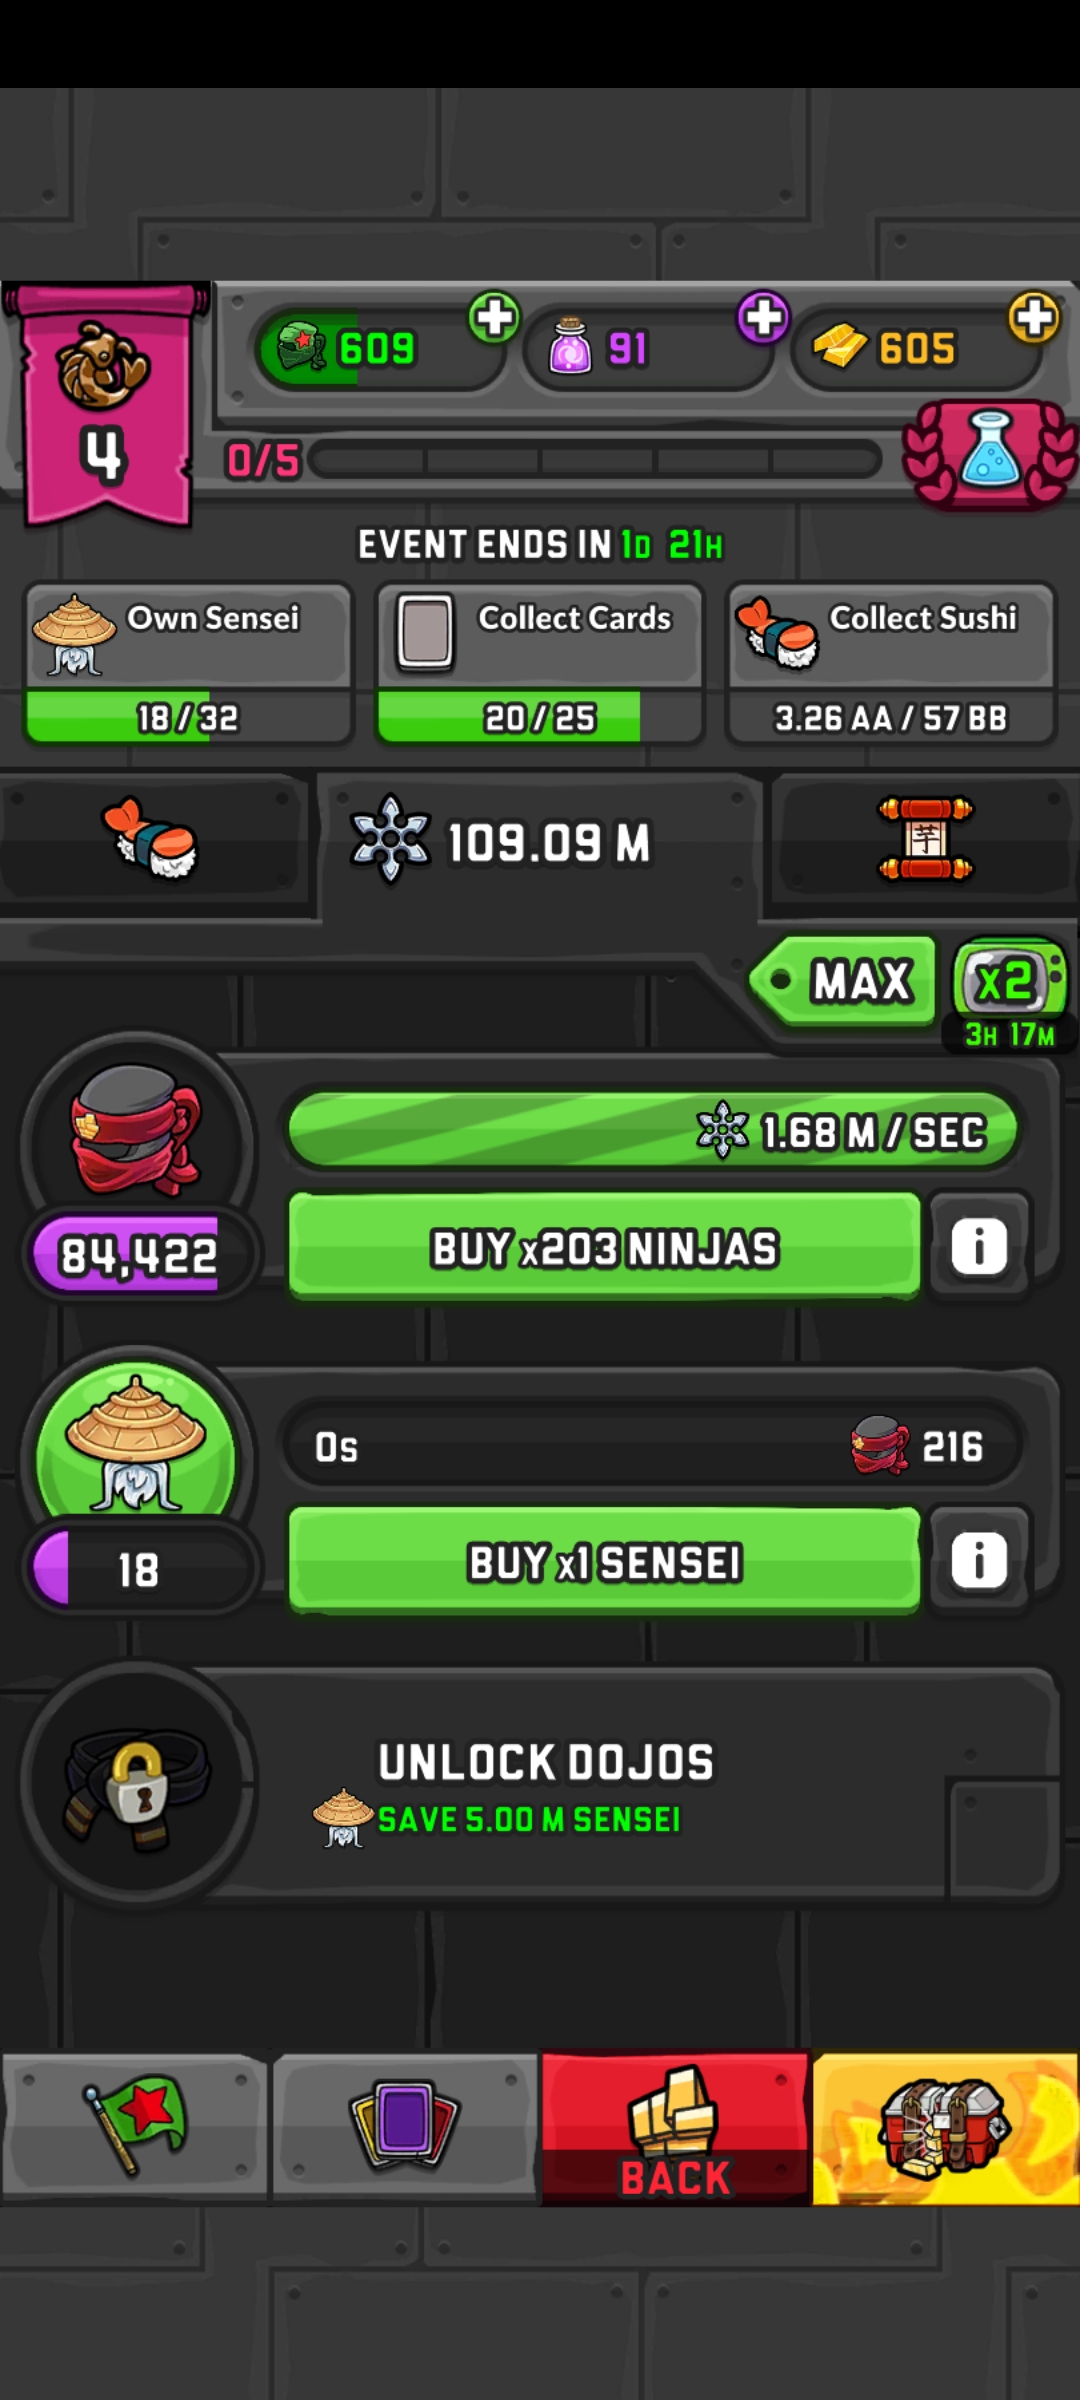 609
91
605
4
0/5
EVENT ENDS IN 1D 21H
Own Sensei
Collect Cards
Collect Sushi
18 / 32
20 / 25
3.26 AA / 57 BB
109.09 M
芋
MAX
x2
3H 17M
1.68 M / SEC
84,422
BUY x203 NINJAS
i
0s
216
18
BUY x1 SENSEI
i
UNLOCK DOJOS
SAVE 5.00 M SENSEI
BACK